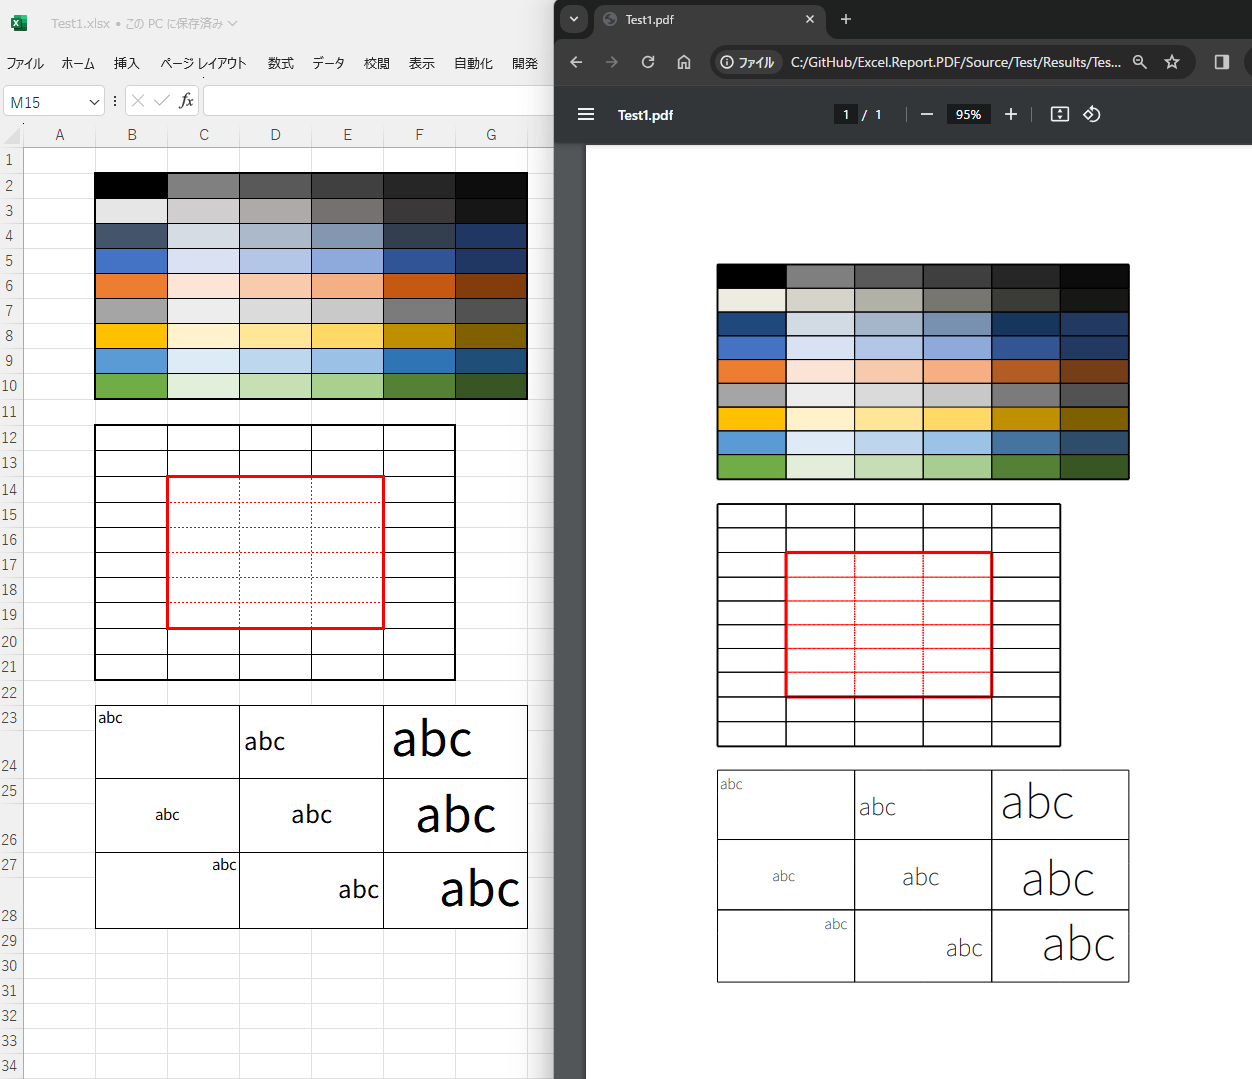 Test1.xlsx • この PC に保存済み
ファイル ホーム 挿入 ページ レイアウト 数式 データ 校閲 表示 自動化 開発
M15 fx
A B C D E F G
1
2
3
4
5
6
7
8
9
10
11
12
13
14
15
16
17
18
19
20
21
22
23
24
25
26
27
28
29
30
31
32
33
34
abc
abc
abc
abc abc abc
abc
abc
abc
Test1.pdf
ファイル C:/GitHub/Excel.Report.PDF/Source/Test/Results/Tes...
Test1.pdf 1 / 1 95%
abc
abc
abc
abc abc abc
abc
abc
abc